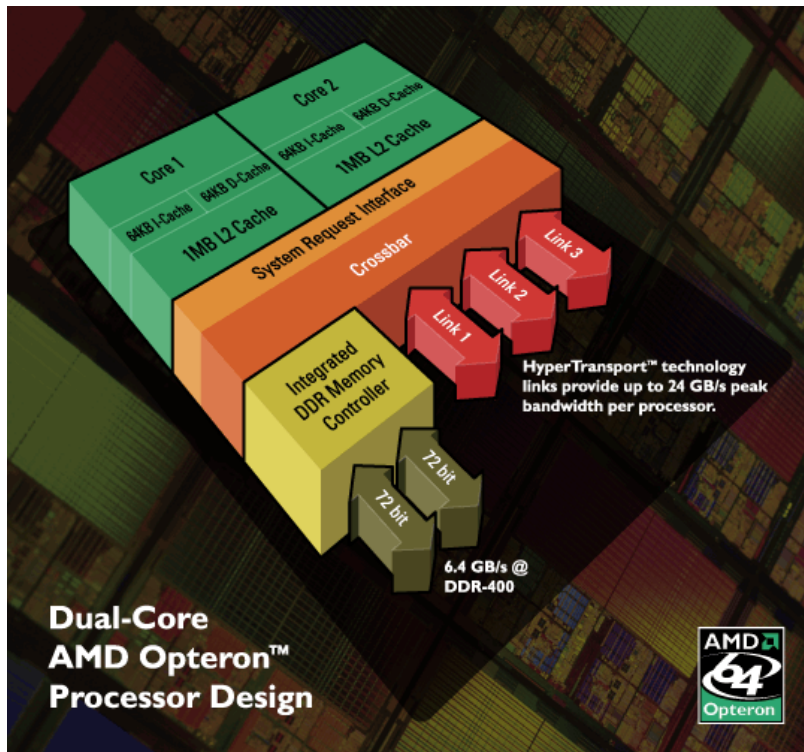 Core 1
64KB I-Cache
64KB D-Cache
1MB L2 Cache
Core 2
64KB I-Cache
64KB D-Cache
1MB L2 Cache
System Request Interface
Crossbar
Link 1
Link 2
Link 3
HyperTransport™ technology
links provide up to 24 GB/s peak
bandwidth per processor.
Integrated
DDR Memory
Controller
72 bit
72 bit
6.4 GB/s @
DDR-400
Dual-Core
AMD Opteron™
Processor Design
AMD
64
Opteron